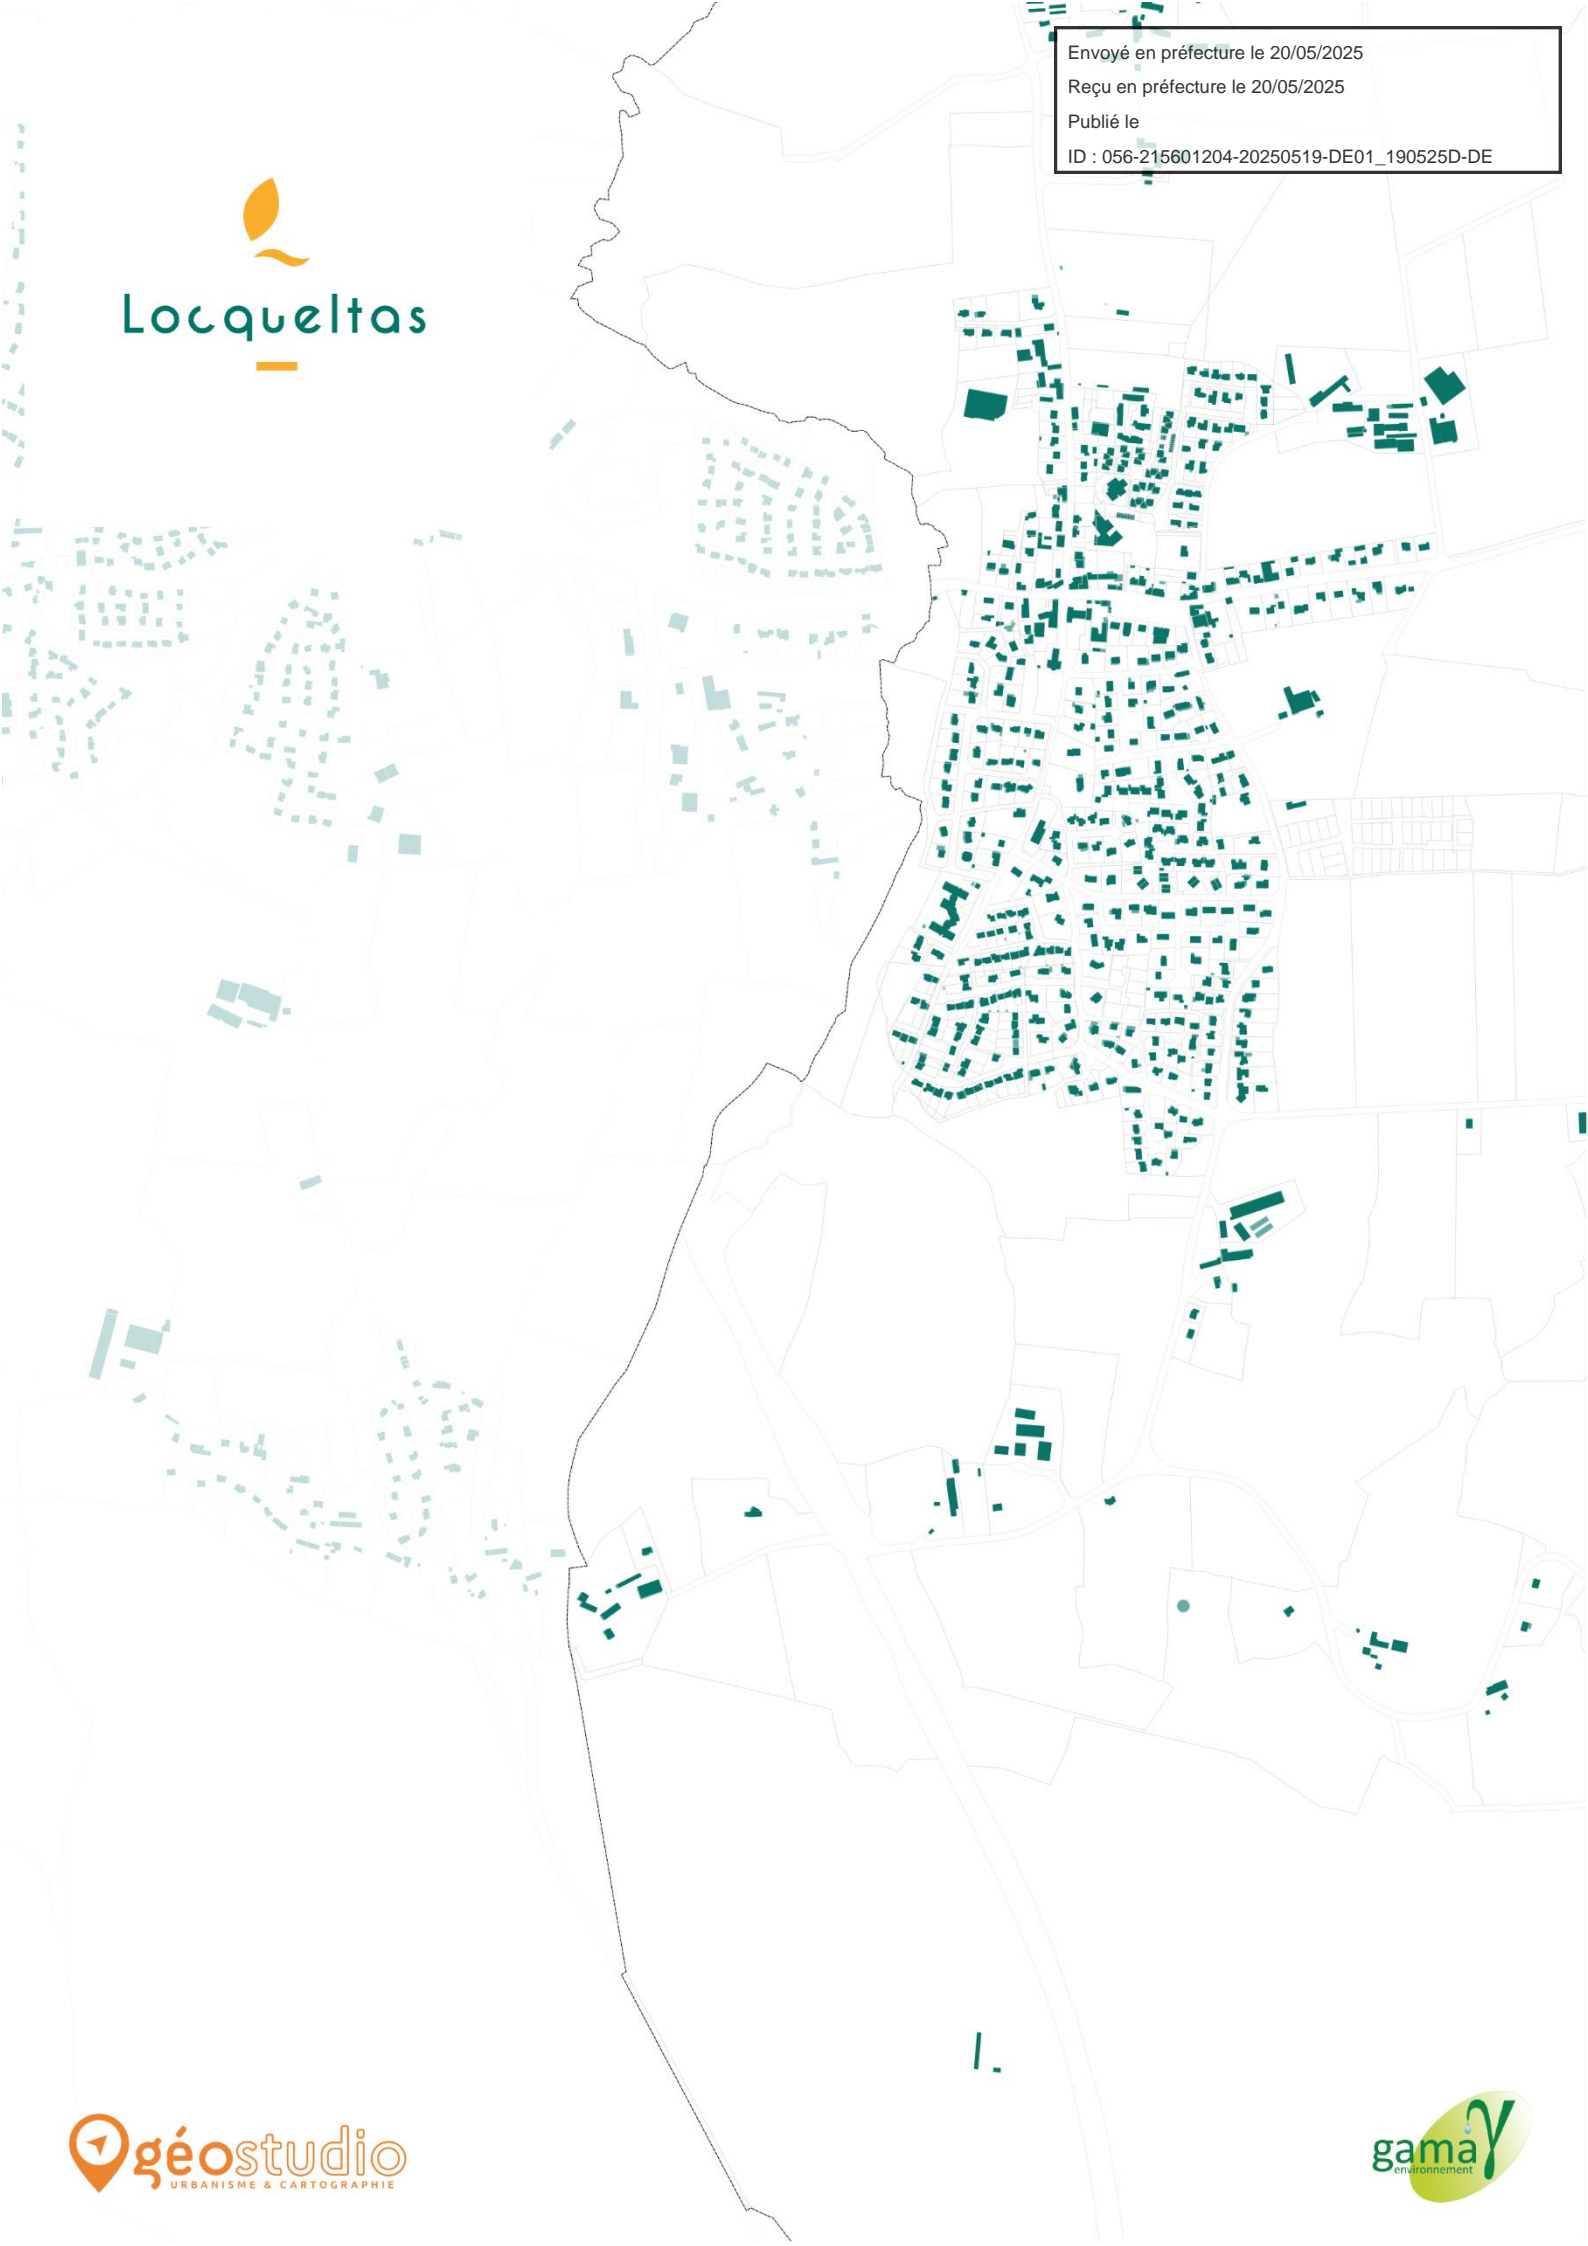 Envoyé en préfecture le 20/05/2025
Reçu en préfecture le 20/05/2025
Publié le
ID : 056-215601204-20250519-DE01_190525D-DE
Locqueltas
géostudio
URBANISME & CARTOGRAPHIE
gama
environnement